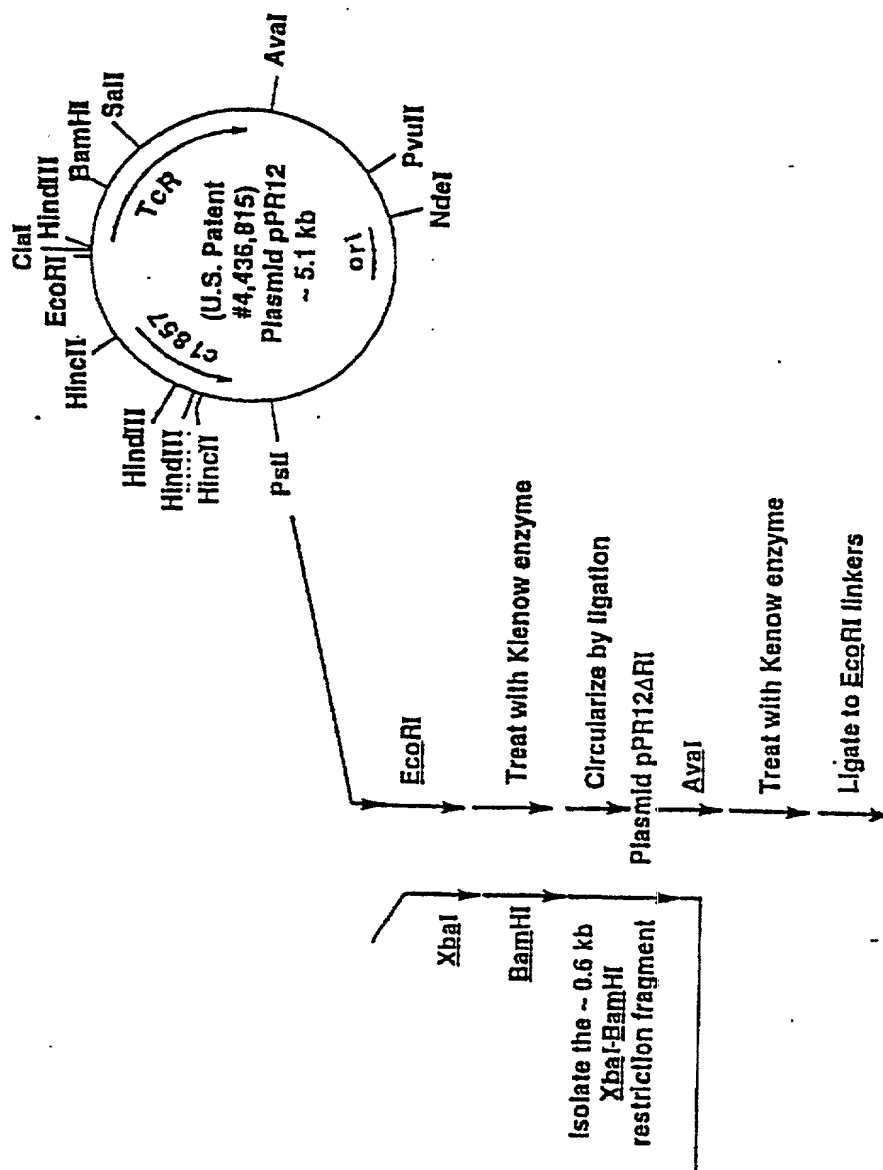 ClaI
EcoRI
HindIII
BamHI
SalI
AvaI
HincII
HindIII
HindIII
HincII
PstI
PvuII
NdeI
TcR
c1857
(U.S. Patent
#4,436,815)
Plasmid pPR12
~ 5.1 kb
ori
XbaI
BamHI
Isolate the ~ 0.6 kb
XbaI-BamHI
restriction fragment
EcoRI
Treat with Klenow enzyme
Circularize by ligation
Plasmid pPR12ΔRI
AvaI
Treat with Kenow enzyme
Ligate to EcoRI linkers